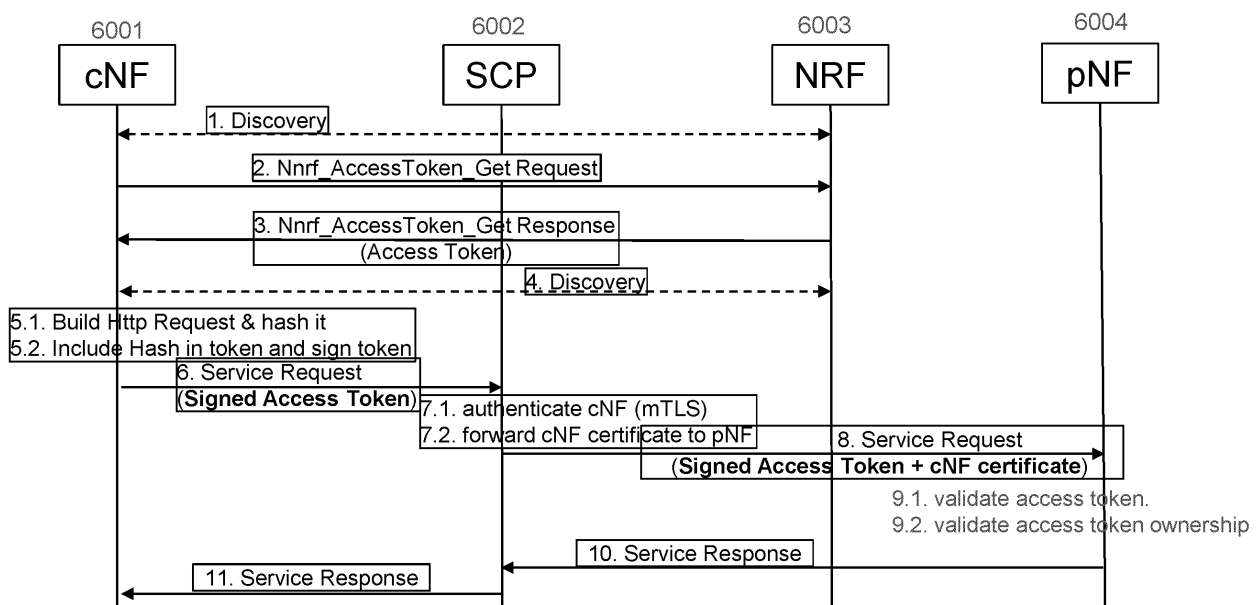 6001
6002
6003
6004
cNF
SCP
NRF
pNF
1. Discovery
2. Nnrf_AccessToken_Get Request
3. Nnrf_AccessToken_Get Response
(Access Token)
4. Discovery
5.1. Build Http Request & hash it
5.2. Include Hash in token and sign token
6. Service Request
(Signed Access Token)
7.1. authenticate cNF (mTLS)
7.2. forward cNF certificate to pNF
8. Service Request
(Signed Access Token + cNF certificate)
9.1. validate access token.
9.2. validate access token ownership
10. Service Response
11. Service Response